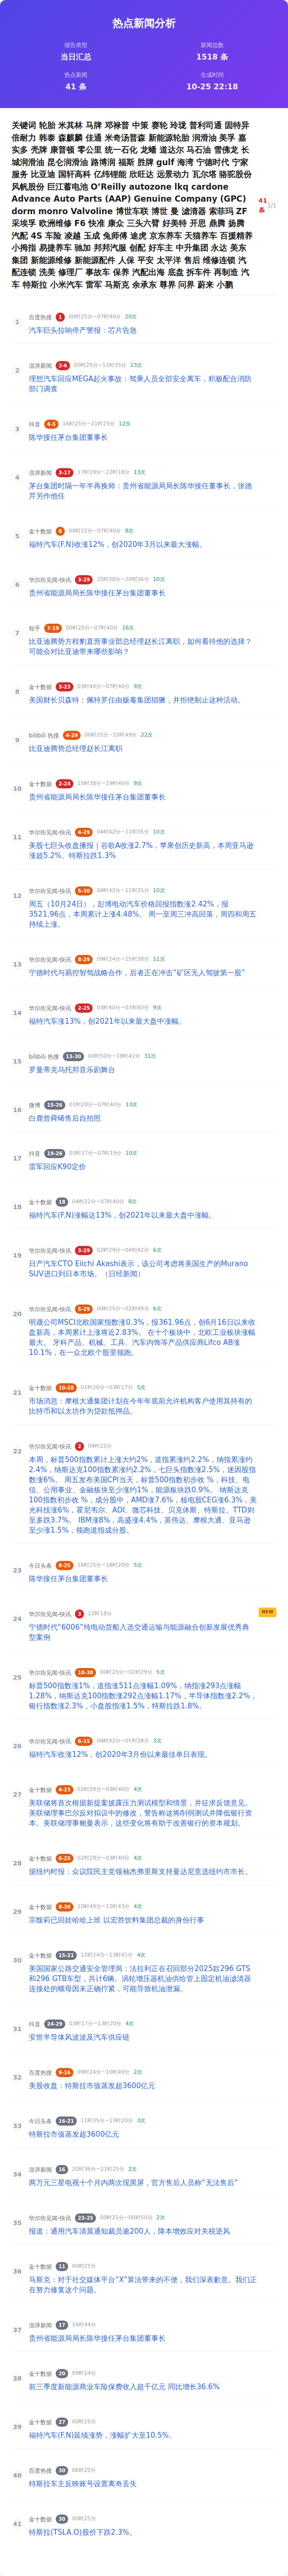 热点新闻分析
报告类型
当日汇总
新闻总数
1518 条
热点新闻
41 条
生成时间
10-25 22:18
关键词 轮胎 米其林 马牌 邓禄普 中策 赛轮 玲珑 普利司通 固特异
倍耐力 韩泰 森麒麟 佳通 米奇汤普森 新能源轮胎 润滑油 美孚 嘉
实多 壳牌 康普顿 零公里 统一石化 龙蟠 道达尔 马石油 雪佛龙 长
城润滑油 昆仑润滑油 路博润 福斯 胜牌 gulf 海湾 宁德时代 宁家
服务 比亚迪 国轩高科 亿纬锂能 欣旺达 远景动力 瓦尔塔 骆驼股份
风帆股份 巨江蓄电池 O’Reilly autozone lkq cardone
Advance Auto Parts (AAP) Genuine Company (GPC)
dorm monro Valvoline 博世车联 博世 曼 滤清器 索菲玛 ZF
采埃孚 欧洲维修 F6 快准 康众 三头六臂 好美特 开思 鼎腾 扬腾
汽配 4S 车险 凌越 玉成 兔师傅 途虎 京东养车 天猫养车 百援精养
小拇指 易捷养车 驰加 邦邦汽服 创配 好车主 中升集团 永达 美东
集团 新能源维修 新能源配件 人保 平安 太平洋 售后 维修连锁 汽
配连锁 洗美 修理厂 事故车 保养 汽配出海 底盘 拆车件 再制造 汽
车 特斯拉 小米汽车 雷军 马斯克 余承东 尊界 问界 蔚来 小鹏
41
条
1/1
1
百度热搜 1 00时25分~07时40分 20次
汽车巨头拉响停产警报：芯片告急
2
澎湃新闻 2-6 00时25分~11时35分 23次
理想汽车回应MEGA起火事故：驾乘人员全部安全离车，积极配合消防
部门调查
3
抖音 4-5 16时25分~21时25分 12次
陈华接任茅台集团董事长
4
澎湃新闻 3-17 17时19分~22时18分 13次
茅台集团时隔一年半再换帅：贵州省能源局局长陈华接任董事长，张德
芹另作他任
5
金十数据 8 04时22分~07时40分 8次
福特汽车(F.N)收涨12%，创2020年3月以来最大涨幅。
6
华尔街见闻-快讯 3-29 15时38分~20时36分 10次
贵州省能源局局长陈华接任茅台集团董事长
7
知乎 7-19 00时25分~07时40分 16次
比亚迪腾势方程豹直营事业部总经理赵长江离职，如何看待他的选择？
可能会对比亚迪带来哪些影响？
8
金十数据 3-23 03时40分~07时40分 9次
美国财长贝森特：佩特罗任由贩毒集团猖獗，并拒绝制止这种活动。
9
bilibili 热搜 4-29 00时25分~10时49分 22次
比亚迪腾势总经理赵长江离职
10
金十数据 2-24 15时38分~19时40分 9次
贵州省能源局局长陈华接任茅台集团董事长
11
华尔街见闻-快讯 4-29 04时42分~11时35分 10次
美股七巨头收盘播报｜谷歌A收涨2.7%，苹果创历史新高，本周亚马逊
涨超5.2%、特斯拉跌1.3%
12
华尔街见闻-快讯 5-30 04时42分~11时35分 10次
周五（10月24日），彭博电动汽车价格回报指数涨2.42%，报
3521.96点，本周累计上涨4.48%。 周一至周三冲高回落，周四和周五
持续上涨。
13
华尔街见闻-快讯 8-29 09时24分~15时38分 11次
宁德时代与易控智驾战略合作，后者正在冲击“矿区无人驾驶第一股”
14
华尔街见闻-快讯 2-25 03时40分~07时40分 9次
福特汽车涨13%，创2021年以来最大盘中涨幅。
15
bilibili 热搜 13-30 00时50分~18时41分 31次
罗曼蒂克乌托邦音乐剧舞台
16
微博 15-26 01时20分~07时40分 13次
白鹿曾舜晞售后自拍照
17
抖音 19-26 03时17分~07时19分 10次
雷军回应K90定价
18
金十数据 18 04时22分~07时40分 8次
福特汽车(F.N)涨幅达13%，创2021年以来最大盘中涨幅。
19
华尔街见闻-快讯 3-29 02时29分~04时42分 6次
日产汽车CTO Eiichi Akashi表示，该公司考虑将美国生产的Murano
SUV进口到日本市场。（日经新闻）
20
华尔街见闻-快讯 5-29 00时25分~02时49分 6次
明晟公司MSCI北欧国家指数涨0.3%，报361.96点，创6月16日以来收
盘新高，本周累计上涨将近2.83%。 在十个板块中，北欧工业板块涨幅
最大。 牙科产品、机械、工具、汽车内饰等产品供应商Lifco AB涨
10.1%，在一众北欧个股里领跑。
21
金十数据 10-28 01时20分~03时17分 5次
市场消息：摩根大通集团计划在今年年底前允许机构客户使用其持有的
比特币和以太坊作为贷款抵押品。
22
华尔街见闻-快讯 2 04时22分
本周，标普500指数累计上涨大约2%，道指累涨约2.2%，纳指累涨约
2.4%，纳斯达克100指数累涨约2.2%，七巨头指数涨2.5%，迷因股指
数涨6%。 周五发布美国CPI当天，标普500指数初步收 %，科技、电
信、公用事业、金融板块至少涨约1%，能源板块跌0.9%。 纳斯达克
100指数初步收 %，成分股中，AMD涨7.6%，核电股CEG涨6.3%，美
光科技涨6%，霍尼韦尔、ADI、微芯科技、贝克休斯、特斯拉、TTD则
至多跌3.7%。 IBM涨8%，高盛涨4.4%，英伟达、摩根大通、亚马逊
至少涨1.5%，领跑道指成分股。
23
今日头条 8-25 16时25分~18时20分 5次
陈华接任茅台集团董事长
24
华尔街见闻-快讯 3 22时18分
NEW
宁德时代“6006”纯电动货船入选交通运输与能源融合创新发展优秀典
型案例
25
华尔街见闻-快讯 10-30 00时25分~02时29分 5次
标普500指数涨1%，道指涨511点涨幅1.09%，纳指涨293点涨幅
1.28%，纳斯达克100指数涨292点涨幅1.17%，半导体指数涨2.2%，
银行指数涨2.3%，小盘股指涨1.5%，特斯拉跌1.8%。
26
华尔街见闻-快讯 6-15 04时42分~05时38分 3次
福特汽车收涨12%，创2020年3月份以来最佳单日表现。
27
金十数据 4-23 02时29分~03时40分 4次
美联储将首次根据新提案披露压力测试模型和情景，并征求反馈意见。
美联储理事巴尔反对拟议中的修改，警告称这将削弱测试并降低银行资
本。美联储理事鲍曼表示，这些变化将有助于改善银行的资本规划。
28
金十数据 6-25 02时29分~03时40分 4次
据纽约时报：众议院民主党领袖杰弗里斯支持曼达尼竞选纽约市市长。
29
金十数据 8-30 10时49分~12时43分 4次
宗馥莉已回娃哈哈上班 以宏胜饮料集团总裁的身份行事
30
金十数据 15-21 12时24分~13时41分 4次
美国国家公路交通安全管理局：法拉利正在召回部分2025款296 GTS
和296 GTB车型，共计6辆。涡轮增压器机油供给管上固定机油滤清器
连接处的螺母因未正确拧紧，可能导致机油泄漏。
31
抖音 24-29 03时17分~13时20分 4次
安世半导体风波波及汽车供应链
32
百度热搜 9-16 09时24分~10时49分 2次
美股收盘：特斯拉市值蒸发超3600亿元
33
今日头条 16-21 11时35分~13时20分 3次
特斯拉市值蒸发超3600亿元
34
澎湃新闻 16 20时36分~21时25分 2次
两万元三星电视十个月内两次现黑屏，官方售后人员称“无法售后”
35
华尔街见闻-快讯 23-25 00时25分~00时50分 2次
报道：通用汽车清晨通知裁员逾200人，降本增效应对关税逆风
36
金十数据 11 00时25分
马斯克：对于社交媒体平台“X”算法带来的不便，我们深表歉意。我们正
在努力修复这个问题。
37
澎湃新闻 17 16时44分
贵州省能源局局长陈华接任茅台集团董事长
38
金十数据 20 09时24分
前三季度新能源商业车险保费收入超千亿元 同比增长36.6%
39
金十数据 27 00时25分
福特汽车(F.N)延续涨势，涨幅扩大至10.5%。
40
百度热搜 30 06时20分
特斯拉车主反映账号设置离奇丢失
41
金十数据 30 00时25分
特斯拉(TSLA.O)股价下跌2.3%。